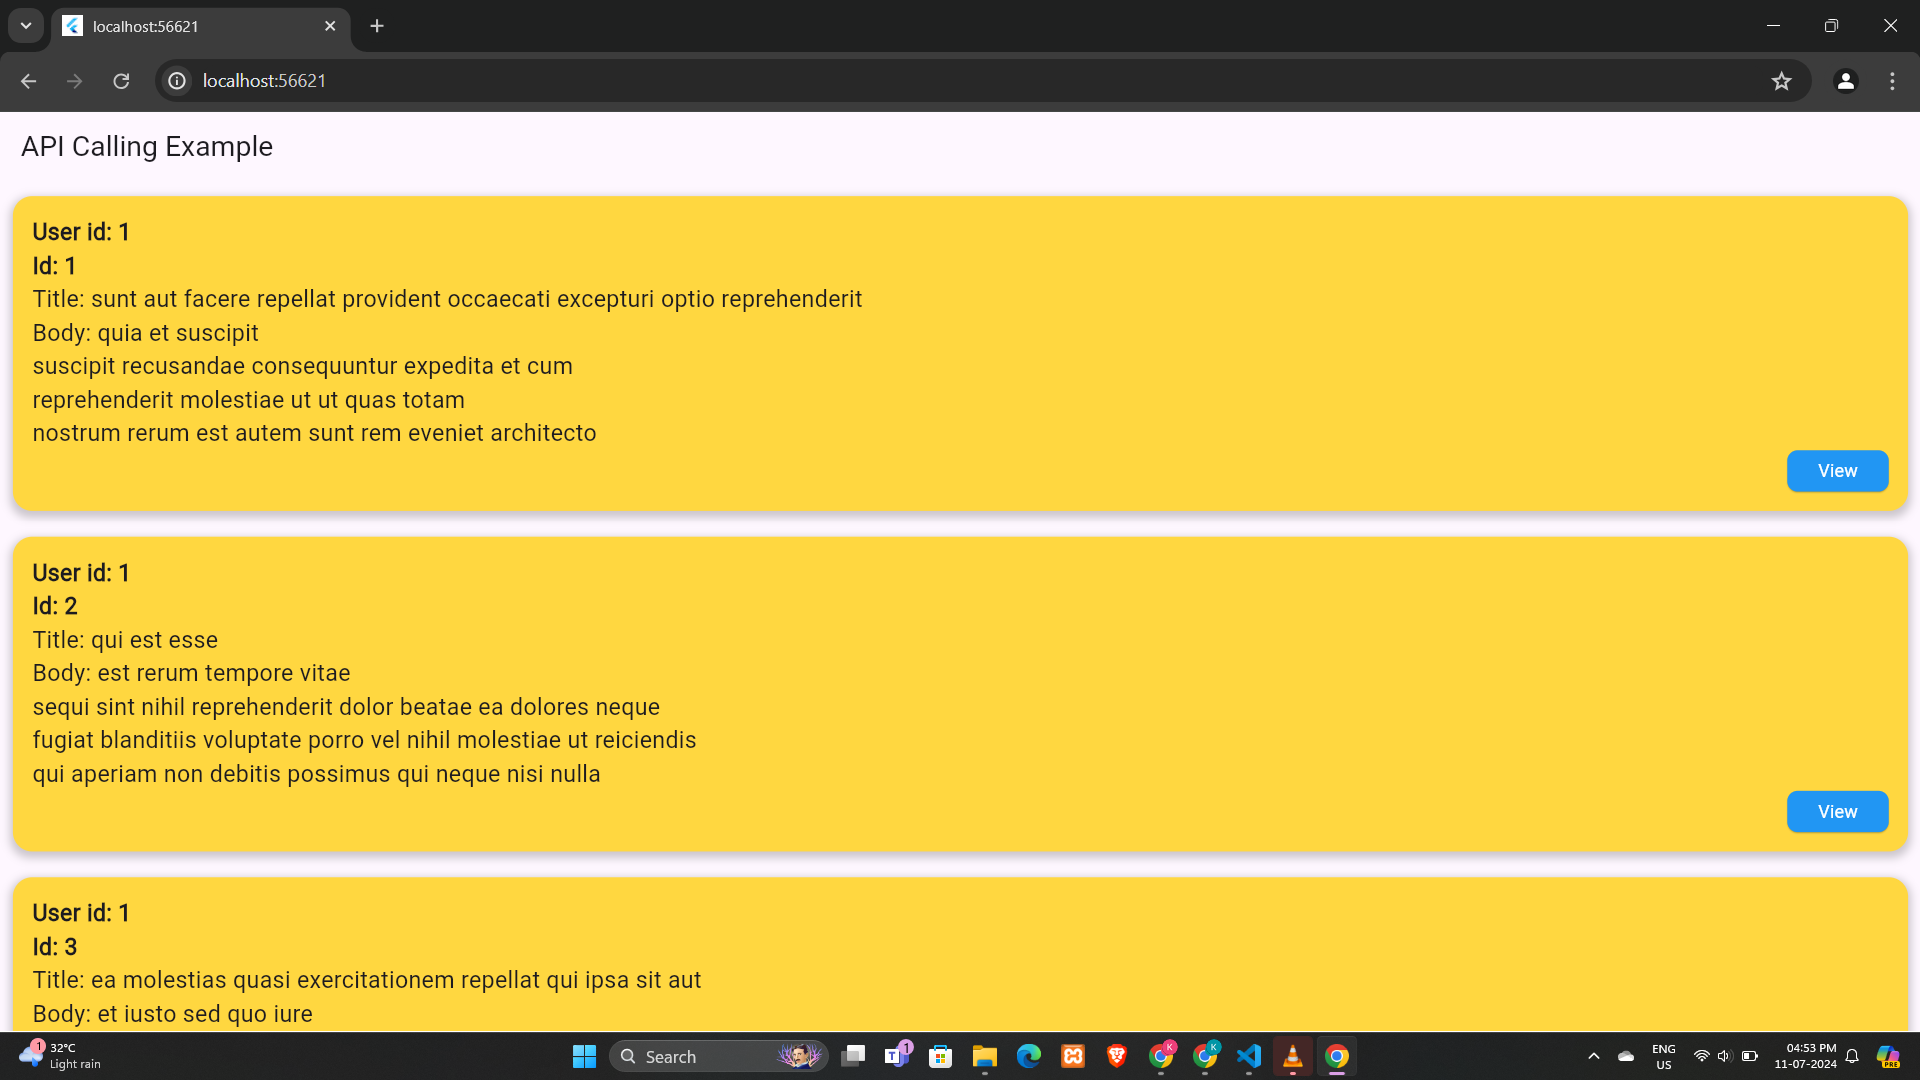 localhost:56621
localhost:56621
API Calling Example
User id: 1
Id: 1
Title: sunt aut facere repellat provident occaecati excepturi optio reprehenderit
Body: quia et suscipit
suscipit recusandae consequuntur expedita et cum
reprehenderit molestiae ut ut quas totam
nostrum rerum est autem sunt rem eveniet architecto
View
User id: 1
Id: 2
Title: qui est esse
Body: est rerum tempore vitae
sequi sint nihil reprehenderit dolor beatae ea dolores neque
fugiat blanditiis voluptate porro vel nihil molestiae ut reiciendis
qui aperiam non debitis possimus qui neque nisi nulla
View
User id: 1
Id: 3
Title: ea molestias quasi exercitationem repellat qui ipsa sit aut
Body: et iusto sed quo iure
1
32°C
Light rain
Search
T
1
K
K
ENG
US
04:53 PM
11-07-2024
PRE